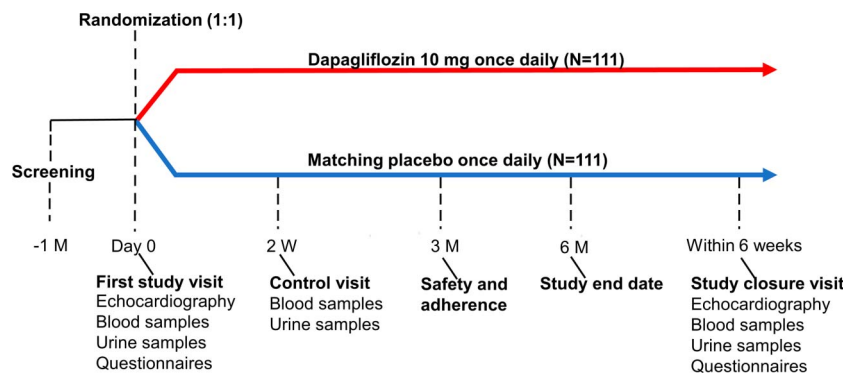 Randomization (1:1)
Dapagliflozin 10 mg once daily (N=111)
Screening
Matching placebo once daily (N=111)
-1 M
Day 0
2 W
3 M
6 M
Within 6 weeks
First study visit
Echocardiography
Blood samples
Urine samples
Questionnaires
Control visit
Blood samples
Urine samples
Safety and
adherence
Study end date
Study closure visit
Echocardiography
Blood samples
Urine samples
Questionnaires